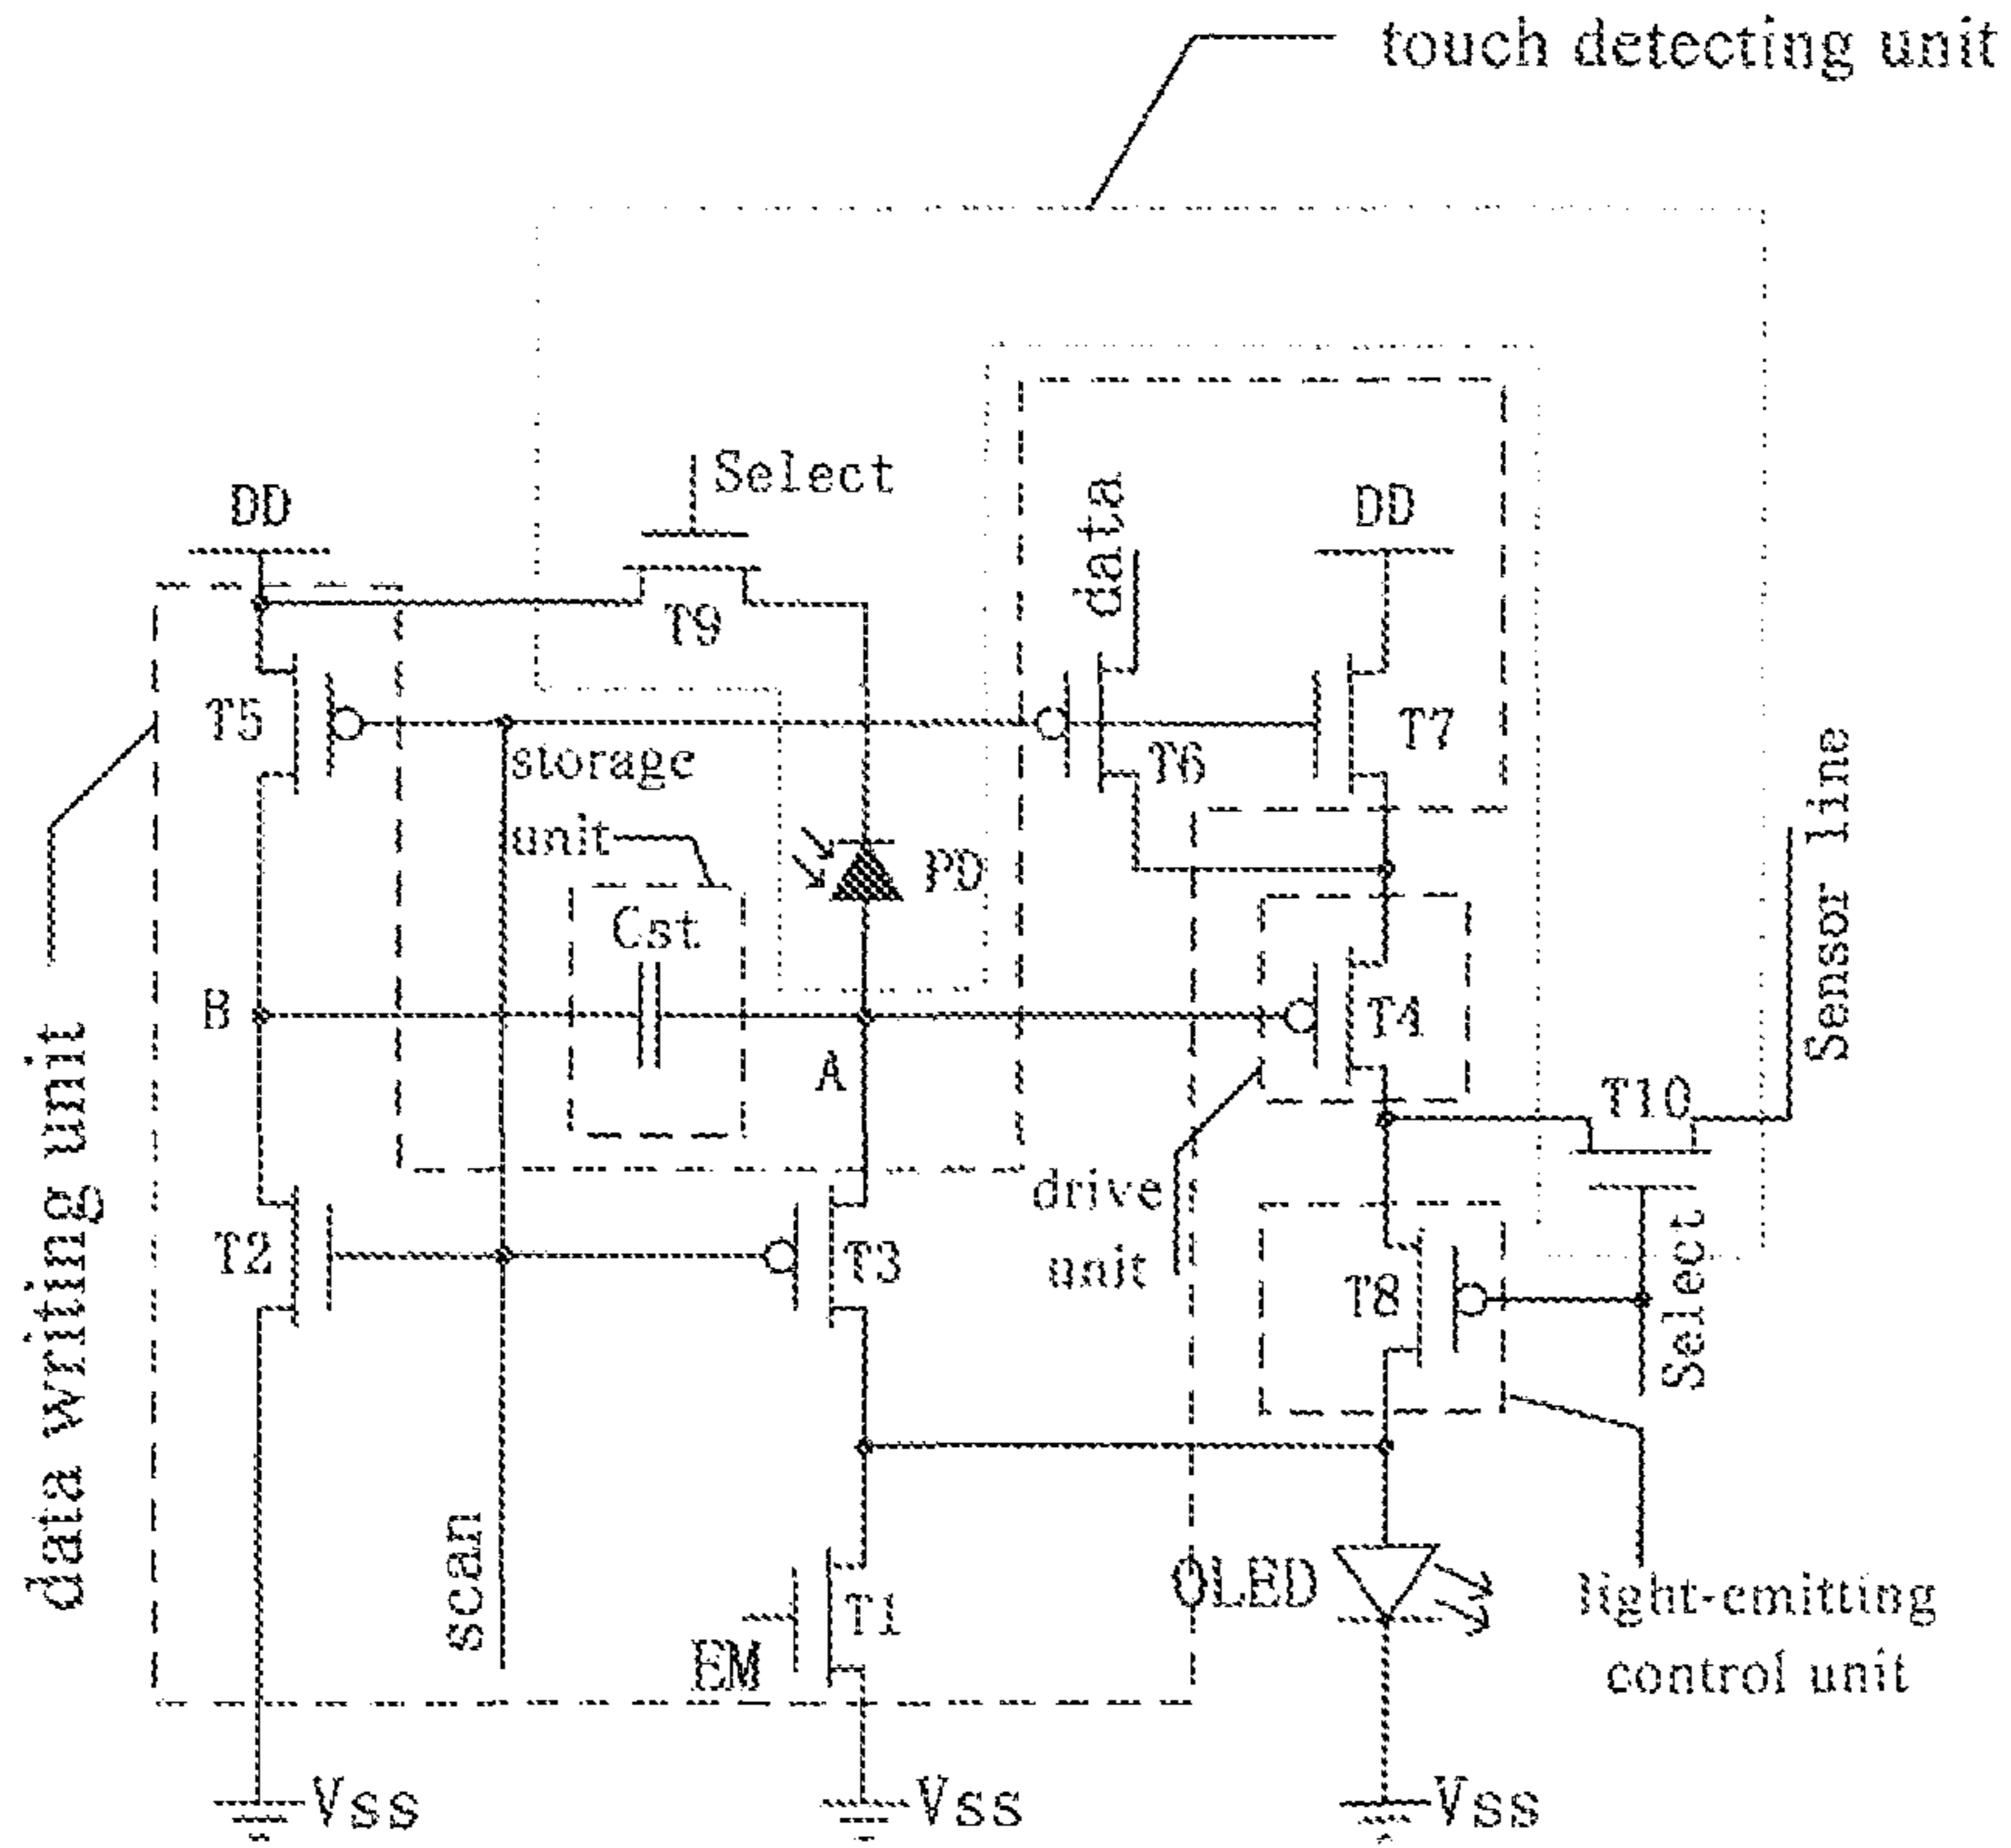 touch detecting unit
Select
DD
data
DD
T9
T5
T6
T7
storage
unit
PD
Cst
Sensor line
B
A
T4
T10
data writing unit
drive
unit
T2
T3
T8
Select
scan
EM
T1
OLED
light-emitting
control unit
Vss
Vss
Vss